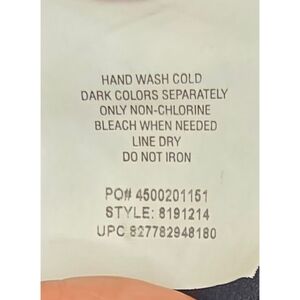 HAND WASH COLD
DARK COLORS SEPARATELY
ONLY NON-CHLORINE
BLEACH WHEN NEEDED
LINE DRY
DO NOT IRON
PO# 4500201151
STYLE: 8191214
UPC 827782948180